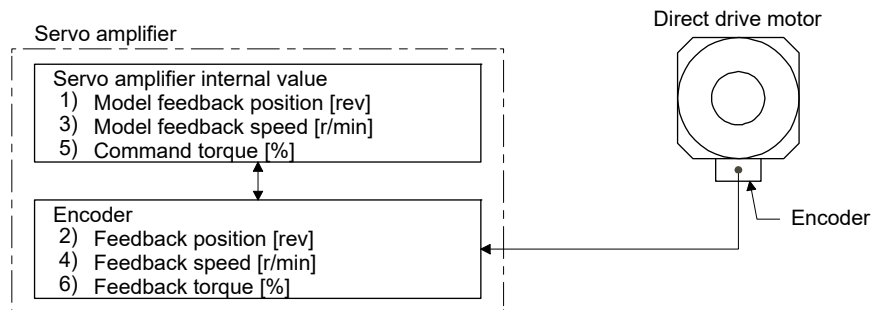 Direct drive motor
Servo amplifier
Servo amplifier internal value
1) Model feedback position [rev]
3) Model feedback speed [r/min]
5) Command torque [%]
Encoder
2) Feedback position [rev]
4) Feedback speed [r/min]
6) Feedback torque [%]
Encoder